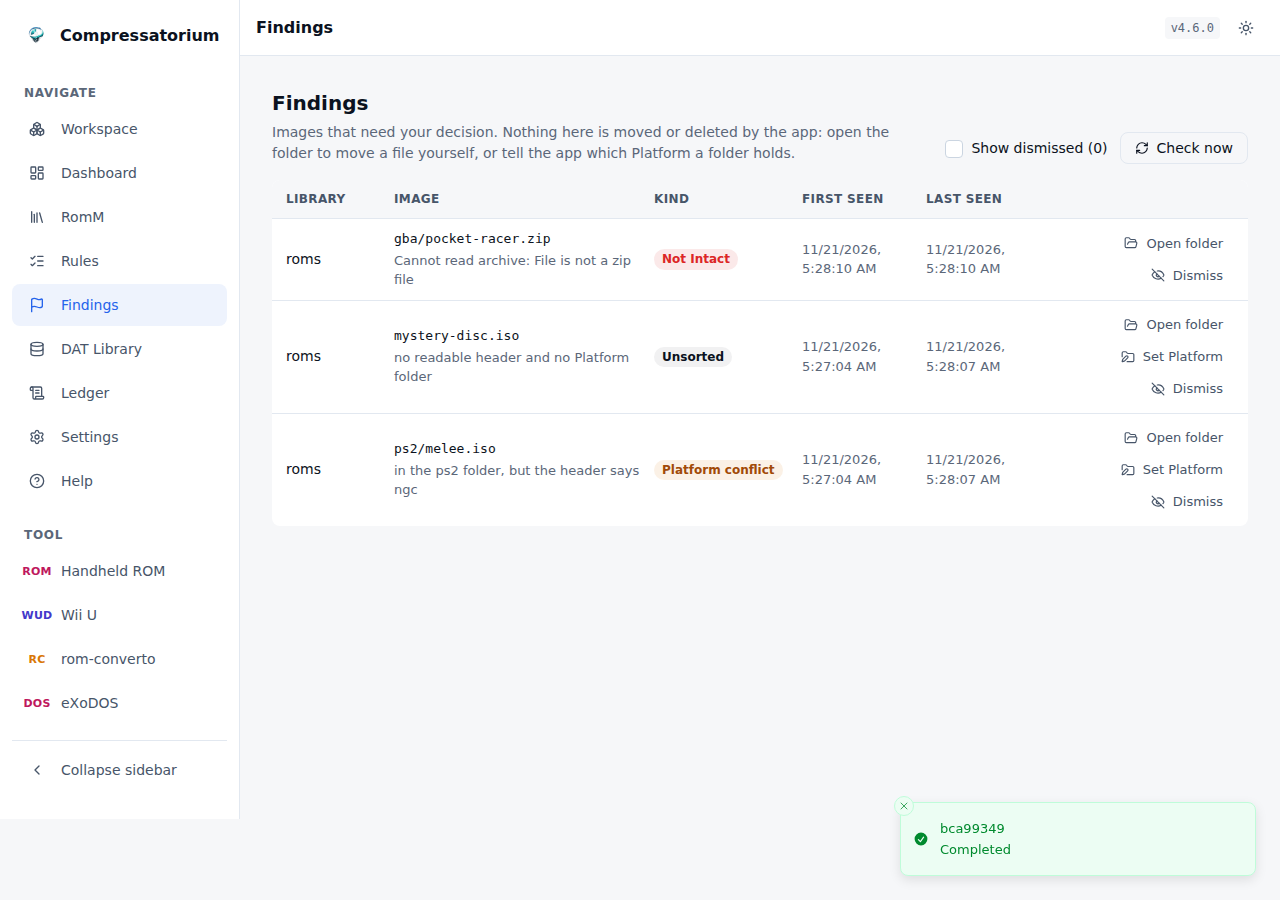 Compressatorium
Findings
v4.6.0
NAVIGATE
Workspace
Dashboard
RomM
Rules
Findings
DAT Library
Ledger
Settings
Help
TOOL
ROM Handheld ROM
WUD Wii U
RC rom-converto
DOS eXoDOS
Collapse sidebar
Findings
Images that need your decision. Nothing here is moved or deleted by the app: open the
folder to move a file yourself, or tell the app which Platform a folder holds.
Show dismissed (0)
Check now
LIBRARY IMAGE KIND FIRST SEEN LAST SEEN
roms
gba/pocket-racer.zip
Cannot read archive: File is not a zip
file
Not Intact
11/21/2026,
5:28:10 AM
11/21/2026,
5:28:10 AM
Open folder
Dismiss
roms
mystery-disc.iso
no readable header and no Platform
folder
Unsorted
11/21/2026,
5:27:04 AM
11/21/2026,
5:28:07 AM
Open folder
Set Platform
Dismiss
roms
ps2/melee.iso
in the ps2 folder, but the header says
ngc
Platform conflict
11/21/2026,
5:27:04 AM
11/21/2026,
5:28:07 AM
Open folder
Set Platform
Dismiss
bca99349
Completed